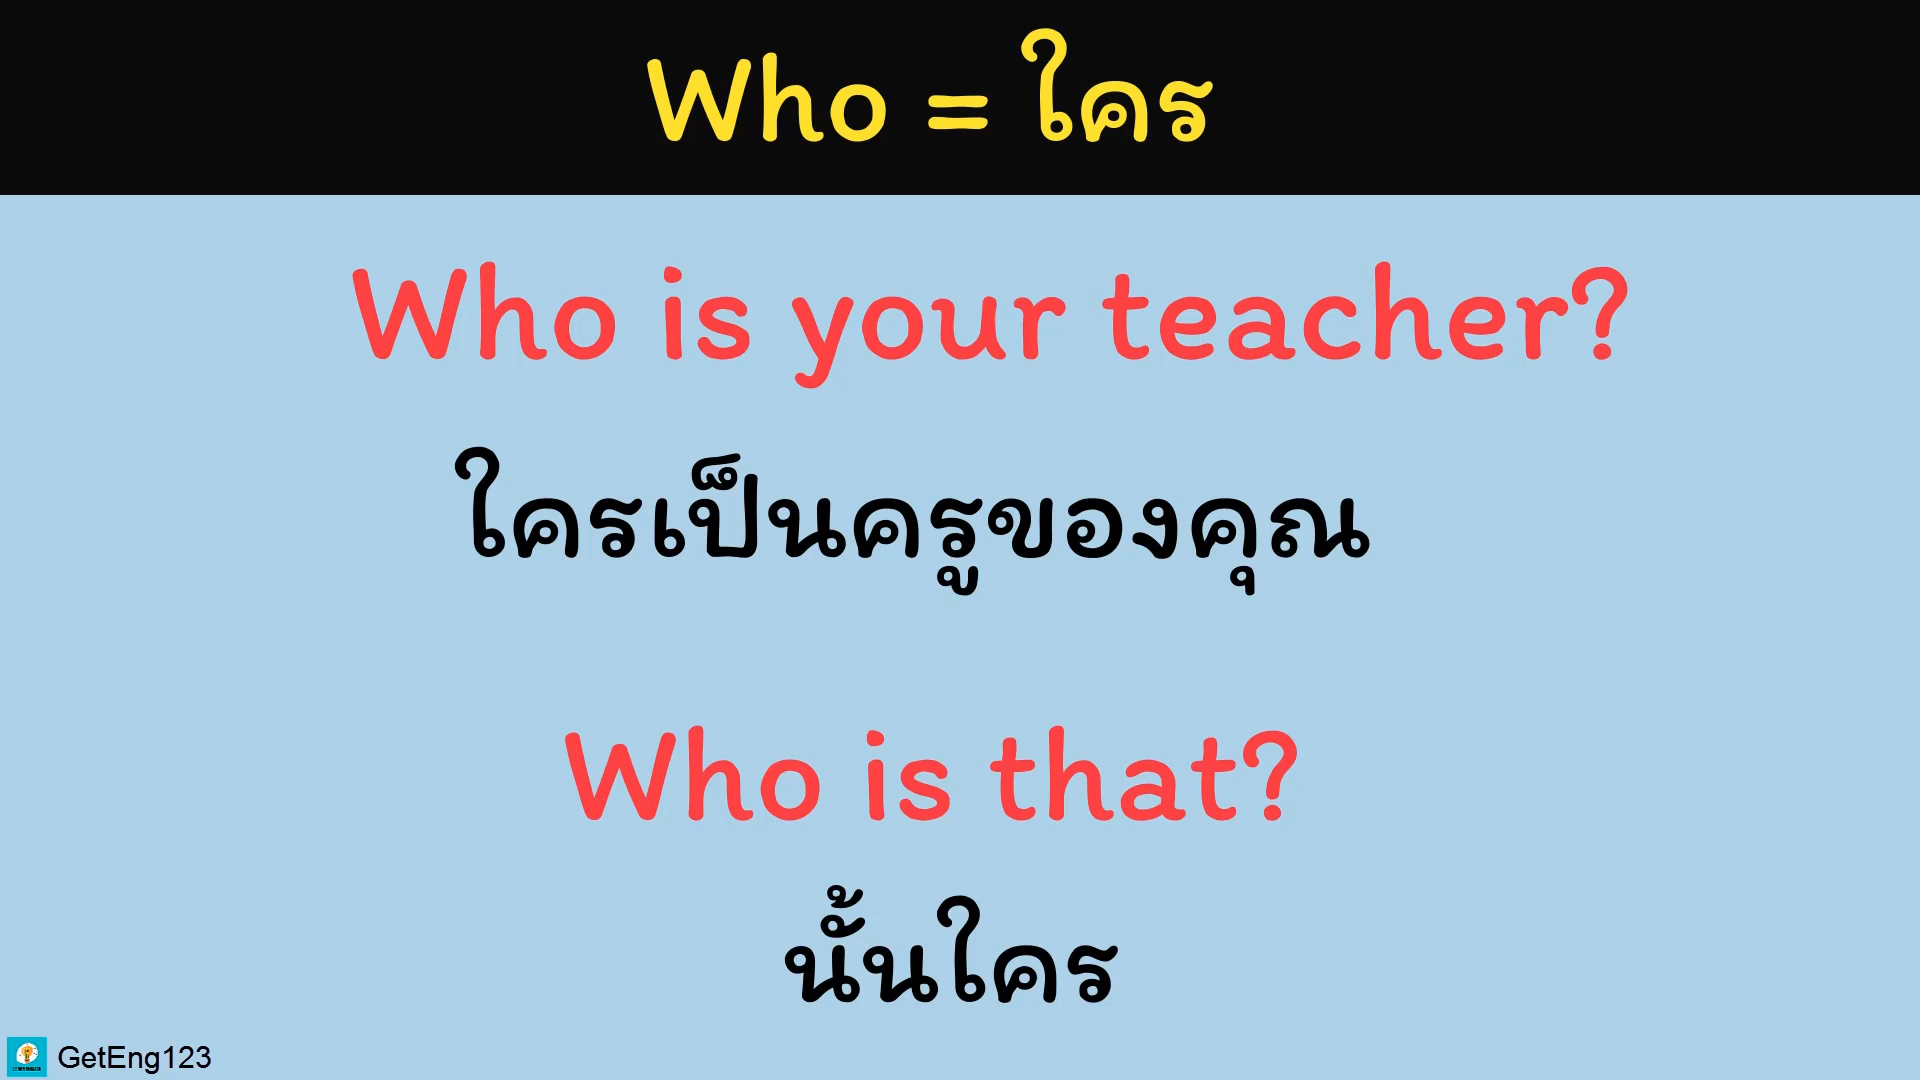 Who = ใคร
Who is your teacher?
ใครเป็นครูของคุณ
Who is that?
นั้นใคร
GetEng123